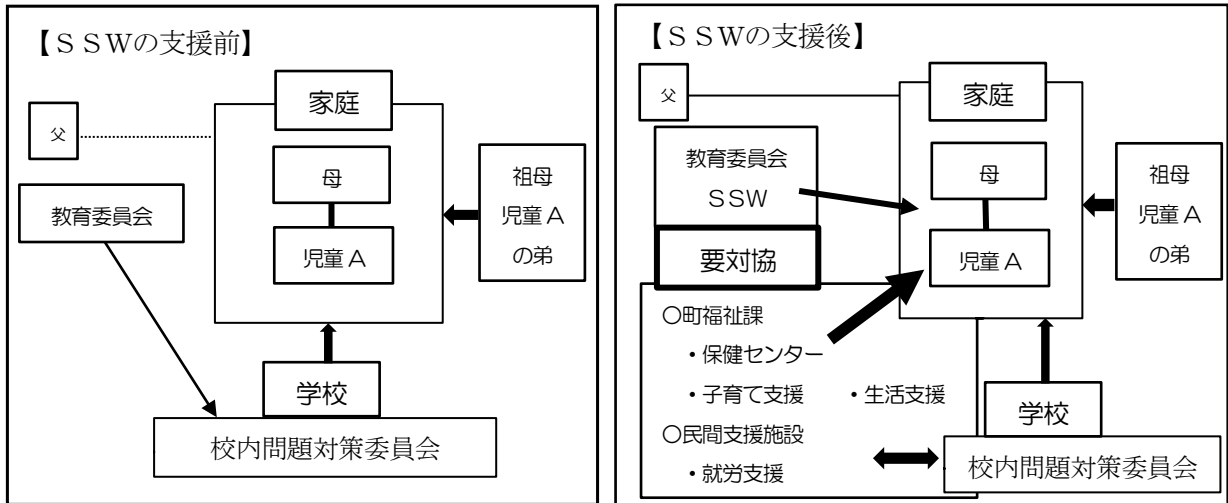 【ＳＳＷの支援前】
家庭
父
母
祖母
児童Ａ
の弟
教育委員会
児童Ａ
学校
校内問題対策委員会
【ＳＳＷの支援後】
父
家庭
教育委員会
ＳＳＷ
母
祖母
児童Ａ
の弟
要対協
児童Ａ
○町福祉課
・保健センター
・子育て支援 ・生活支援
○民間支援施設
・就労支援
学校
校内問題対策委員会